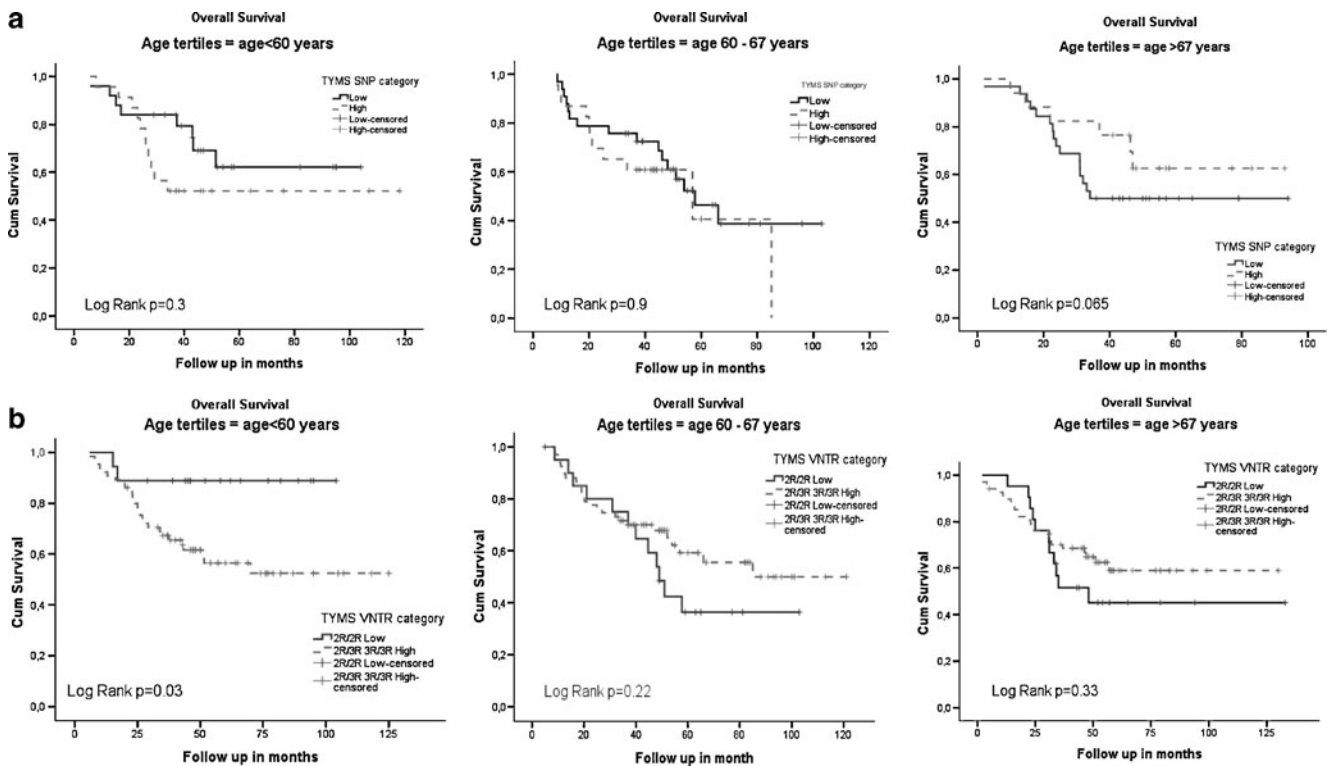 a
Overall Survival
Age tertiles = age<60 years
TYMS SNP category
Low
High
Low-censored
High-censored
1,0
0,8
0,6
0,4
0,2
0,0
Cum Survival
Log Rank p=0.3
0 20 40 60 80 100 120
Follow up in months
Overall Survival
Age tertiles = age 60 - 67 years
TYMS SNP category
Low
High
Low-censored
High-censored
1,0
0,8
0,6
0,4
0,2
0,0
Cum Survival
Log Rank p=0.9
0 20 40 60 80 100 120
Follow up in months
Overall Survival
Age tertiles = age >67 years
TYMS SNP category
Low
High
Low-censored
High-censored
1,0
0,8
0,6
0,4
0,2
0,0
Cum Survival
Log Rank p=0.065
0 20 40 60 80 100
Follow up in months
b
Overall Survival
Age tertiles = age<60 years
TYMS VNTR category
2R/2R Low
2R/3R 3R/3R High
2R/2R Low-censored
2R/3R 3R/3R High-
censored
1,0
0,8
0,6
0,4
0,2
0,0
Cum Survival
Log Rank p=0.03
0 25 50 75 100 125
Follow up in months
Overall Survival
Age tertiles = age 60 - 67 years
TYMS VNTR category
2R/2R Low
2R/3R 3R/3R High
2R/2R Low-censored
2R/3R 3R/3R High-
censored
1,0
0,8
0,6
0,4
0,2
0,0
Cum Survival
Log Rank p=0.22
0 20 40 60 80 100 120
Follow up in month
Overall Survival
Age tertiles = age >67 years
TYMS VNTR category
2R/2R Low
2R/3R 3R/3R High
2R/2R Low-censored
2R/3R 3R/3R High-
censored
1,0
0,8
0,6
0,4
0,2
0,0
Cum Survival
Log Rank p=0.33
0 25 50 75 100 125
Follow up in months